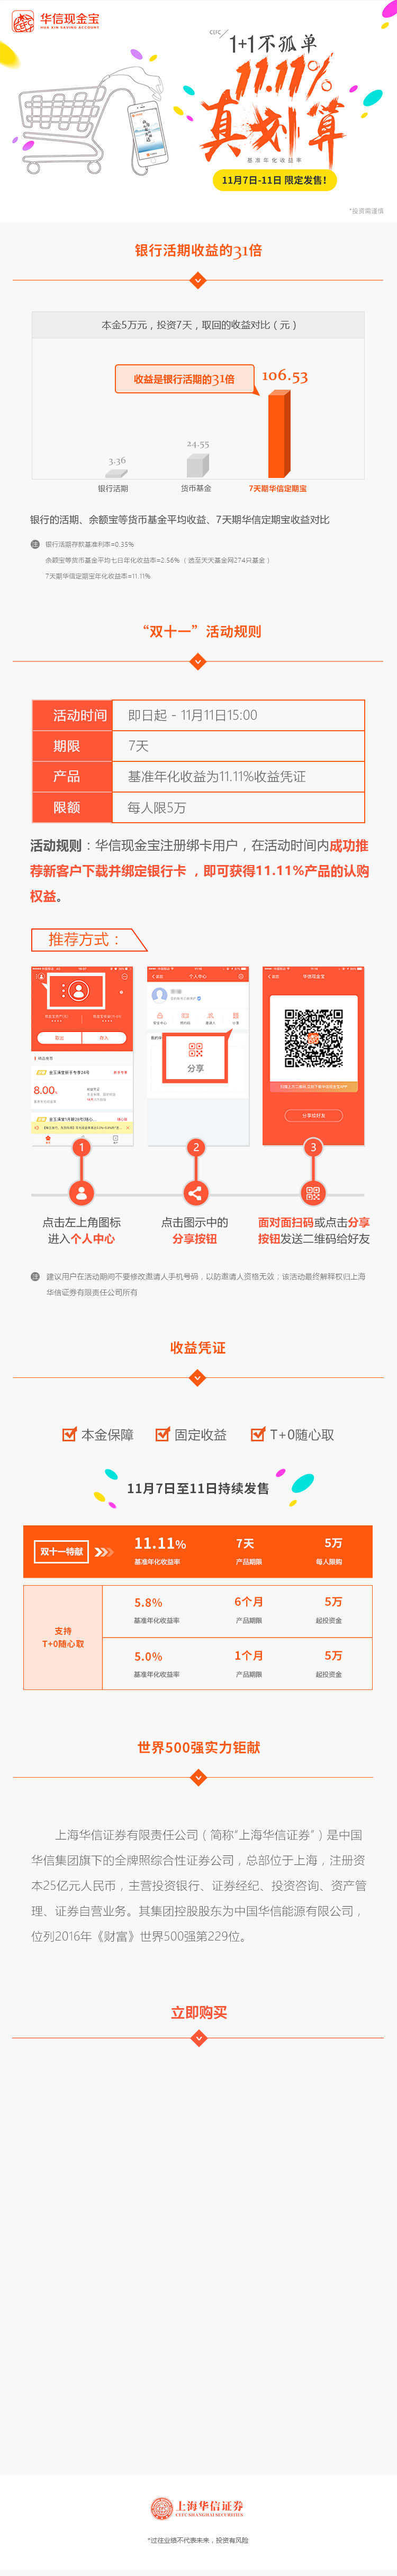 华信现金宝
HUA XIN SAVING ACCOUNT
CEFC
1+1不孤单
11.11%
真划算
基准年化收益率
11月7日-11日 限定发售!
*投资需谨慎
银行活期收益的31倍
本金5万元，投资7天，取回的收益对比（元）
收益是银行活期的31倍
106.53
24.55
3.36
银行活期
货币基金
7天期华信定期宝
银行的活期、余额宝等货币基金平均收益、7天期华信定期宝收益对比
注 银行活期存款基准利率=0.35%
余额宝等货币基金平均七日年化收益率=2.56%（选至天天基金网274只基金）
7天期华信定期宝年化收益率=11.11%
“双十一”活动规则
活动时间 即日起 - 11月11日15:00
期限 7天
产品 基准年化收益为11.11%收益凭证
限额 每人限5万
活动规则：华信现金宝注册绑卡用户，在活动时间内成功推
荐新客户下载并绑定银行卡 ，即可获得11.11%产品的认购
权益。
推荐方式：
取出 存入
8.00%
个人中心
分享
华信现金宝
分享给好友
1
2
3
点击左上角图标
进入个人中心
点击图示中的
分享按钮
面对面扫码或点击分享
按钮发送二维码给好友
注 建议用户在活动期间不要修改邀请人手机号码，以防邀请人资格无效，该活动最终解释权归上海
华信证券有限责任公司所有
收益凭证
本金保障 固定收益 T+0随心取
11月7日至11日持续发售
双十一特献
11.11% 7天 5万
基准年化收益率 产品期限 每人限购
支持
T+0随心取
5.8% 6个月 5万
基准年化收益率 产品期限 起投资金
5.0% 1个月 5万
基准年化收益率 产品期限 起投资金
世界500强实力钜献
上海华信证券有限责任公司（简称“上海华信证券”）是中国
华信集团旗下的全牌照综合性证券公司，总部位于上海，注册资
本25亿元人民币，主营投资银行、证券经纪、投资咨询、资产管
理、证券自营业务。其集团控股股东为中国华信能源有限公司，
位列2016年《财富》世界500强第229位。
立即购买
上海华信证券
CEFC SHANGHAI SECURITIES
*过往业绩不代表未来，投资有风险